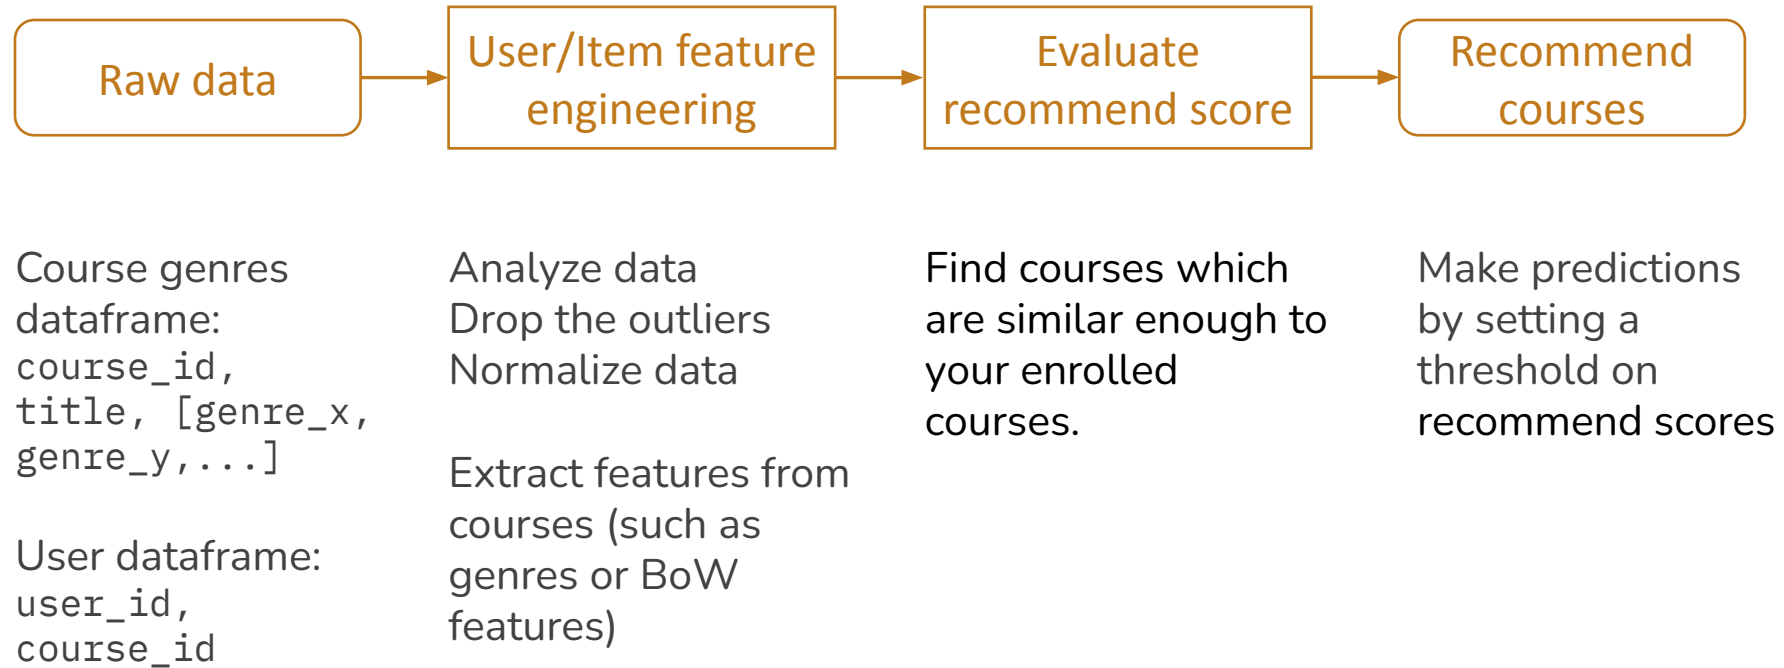 Raw data
User/Item feature
engineering
Evaluate
recommend score
Recommend
courses
Course genres
dataframe:
course_id,
title, [genre_x,
genre_y,...]
User dataframe:
user_id,
course_id
Analyze data
Drop the outliers
Normalize data
Extract features from
courses (such as
genres or BoW
features)
Find courses which
are similar enough to
your enrolled
courses.
Make predictions
by setting a
threshold on
recommend scores